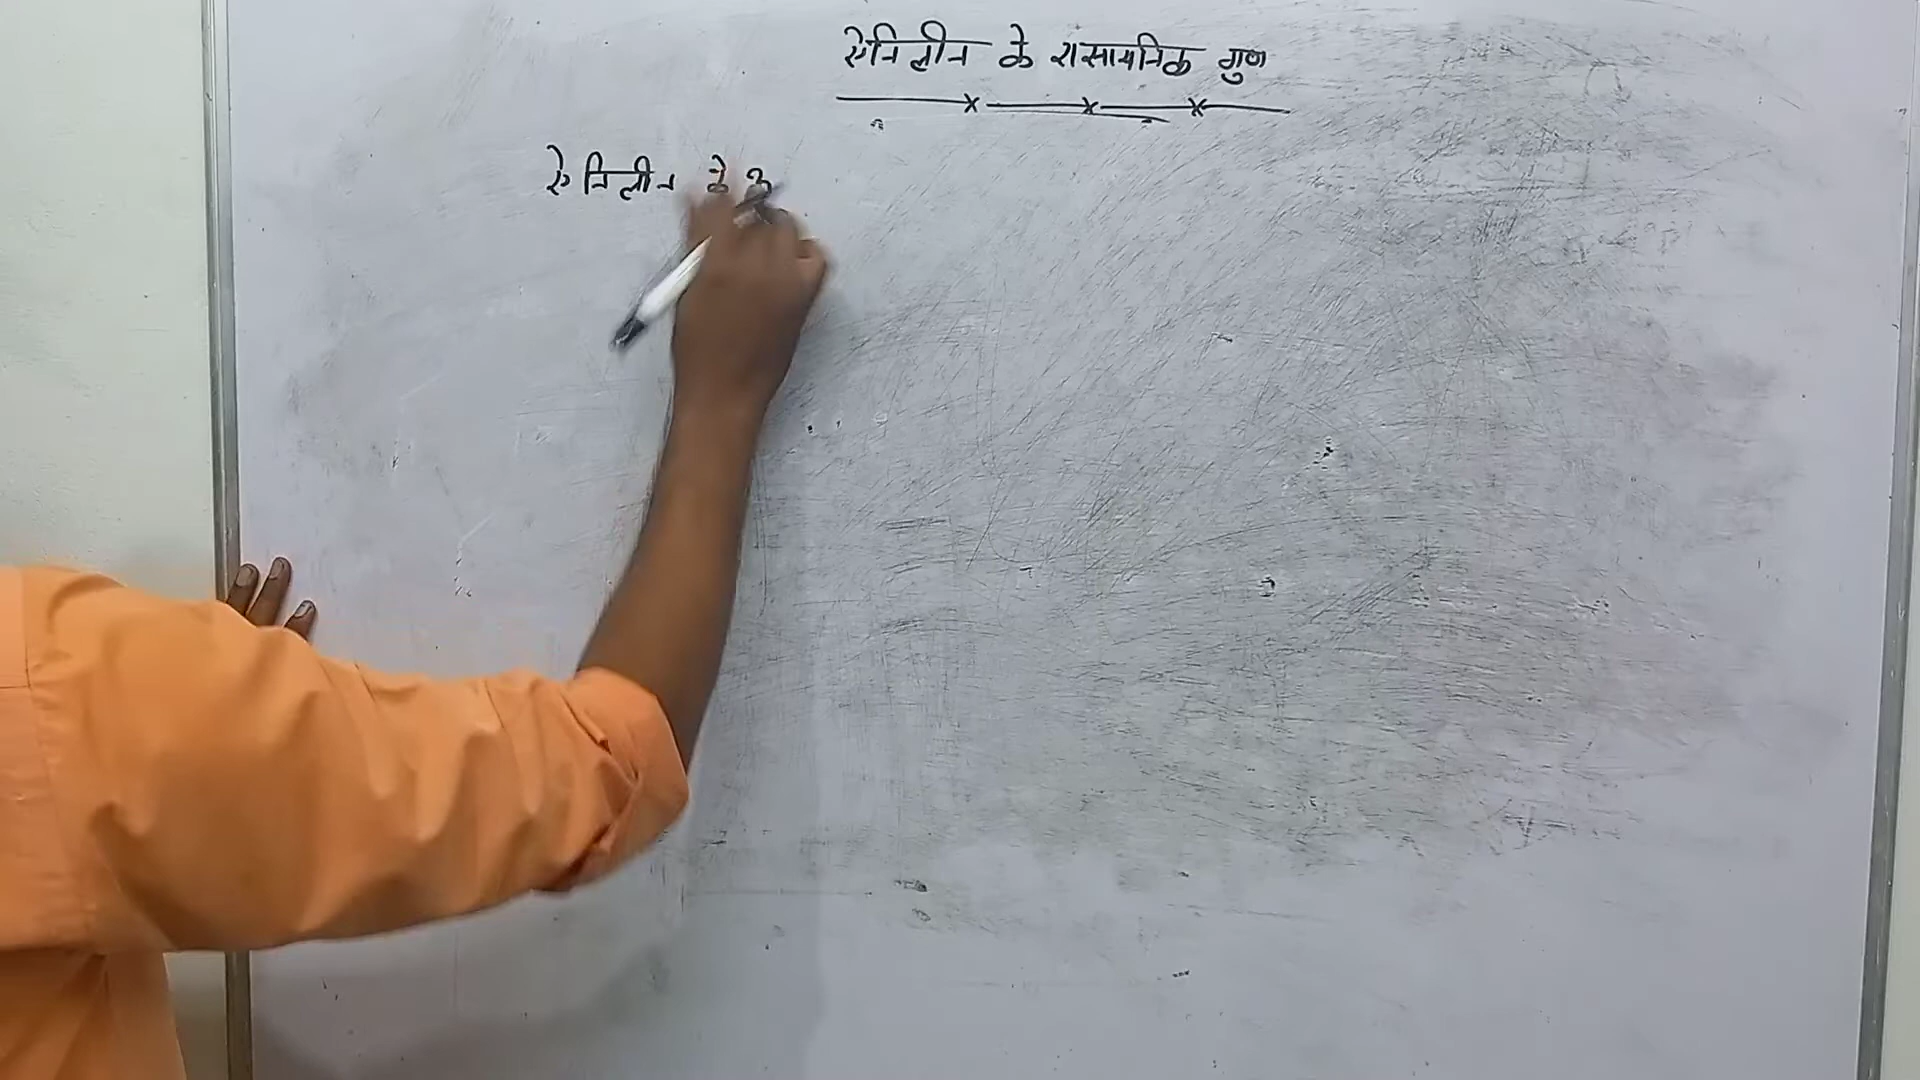 ऐनिलीन के रासायनिक गुण
ऐनिलीन के